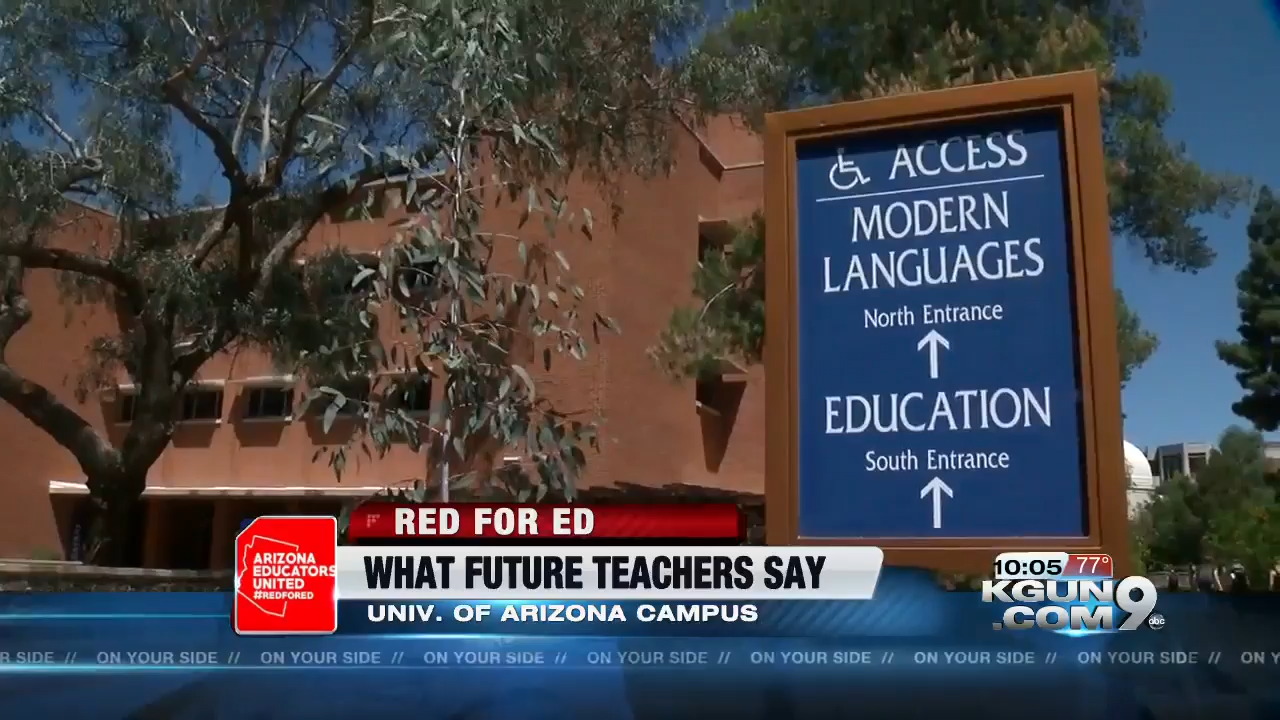 ACCESS
MODERN
LANGUAGES
North Entrance
EDUCATION
South Entrance
RED FOR ED
ARIZONA
EDUCATORS
UNITED
#REDFORED
WHAT FUTURE TEACHERS SAY
UNIV. OF ARIZONA CAMPUS
10:05 77°
KGUN9
.COM
abc
R SIDE // ON YOUR SIDE // ON YOUR SIDE // ON YOUR SIDE // ON YOUR SIDE // ON YOUR SIDE // ON YOUR SIDE // ON YOUR SIDE // ON Y